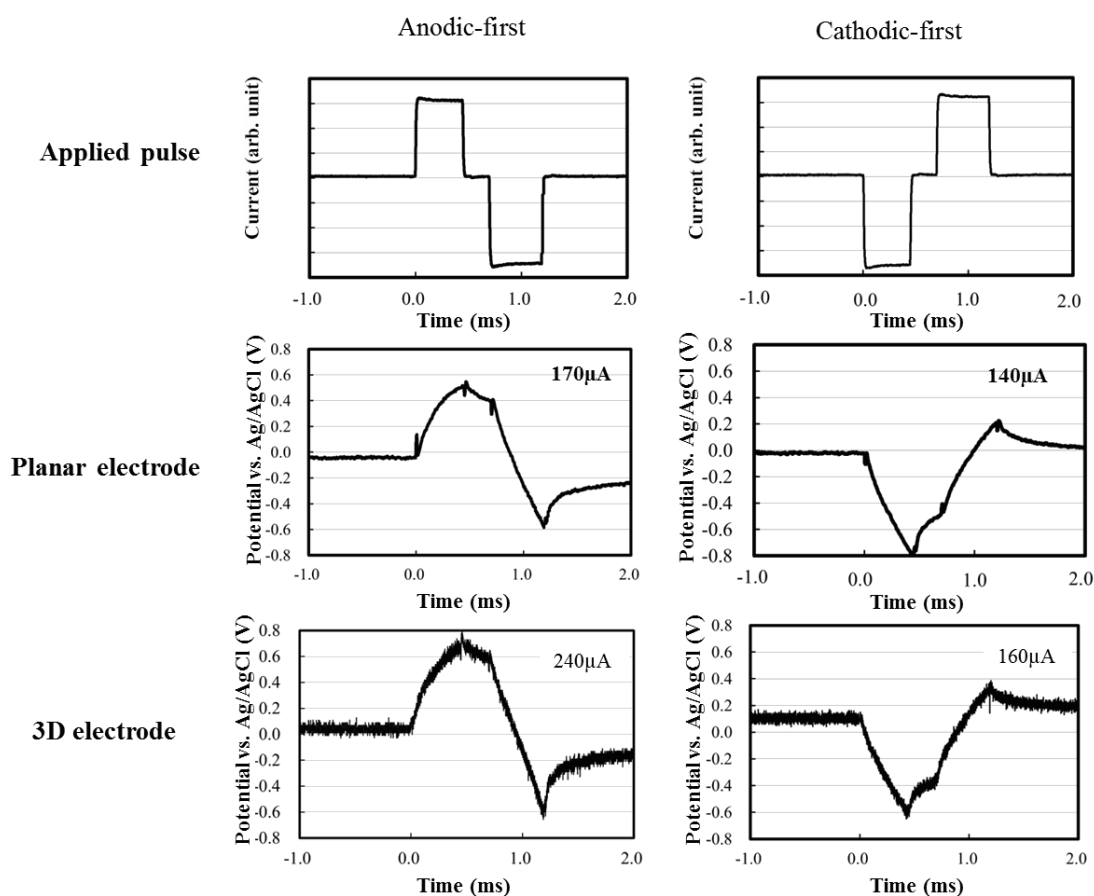 Anodic-first
Cathodic-first
Applied pulse
Current (arb. unit)
-1.0 0.0 1.0 2.0
Time (ms)
Current (arb. unit)
-1.0 0.0 1.0 2.0
Time (ms)
Planar electrode
Potential vs. Ag/AgCl (V)
0.8
0.4
0.0
-0.2
-0.4
-0.6
-0.8
170μA
-1.0 0.0 1.0 2.0
Time (ms)
Potential vs. Ag/AgCl (V)
0.8
0.6
0.4
0.2
0.0
-0.2
-0.4
-0.6
-0.8
140μA
-1.0 0.0 1.0 2.0
Time (ms)
3D electrode
Potential vs. Ag/AgCl (V)
0.8
0.6
0.4
0.2
0.0
-0.2
-0.4
-0.6
-0.8
240μA
-1.0 0.0 1.0 2.0
Time (ms)
Potential vs. Ag/AgCl (V)
0.8
0.6
0.4
0.2
0.0
-0.2
-0.4
-0.6
-0.8
160μA
-1.0 0.0 1.0 2.0
Time (ms)